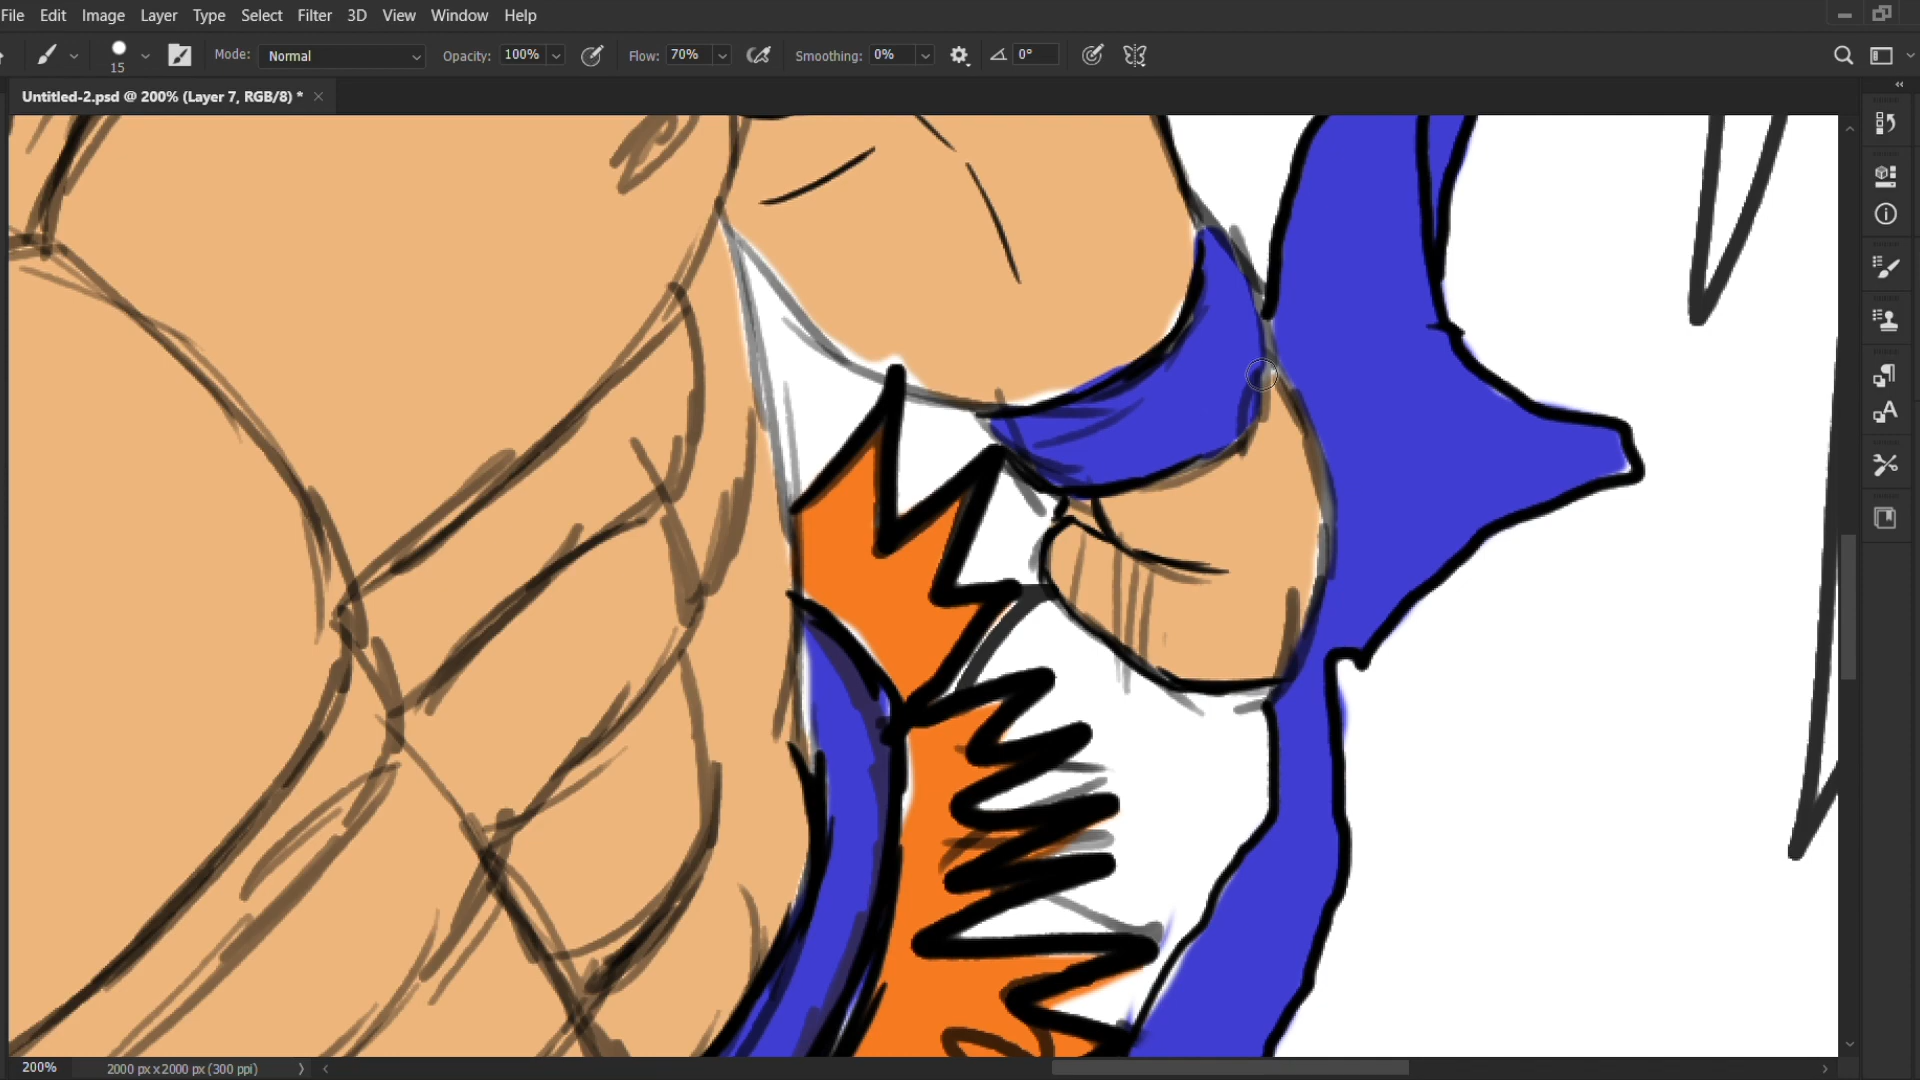 File Edit Image Layer Type Select Filter 3D View Window Help
15 Mode: Normal Opacity: 100% Flow: 70% Smoothing: 0% 0°
Untitled-2.psd @ 200% (Layer 7, RGB/8) *
200% 2000 px x 2000 px (300 ppi)